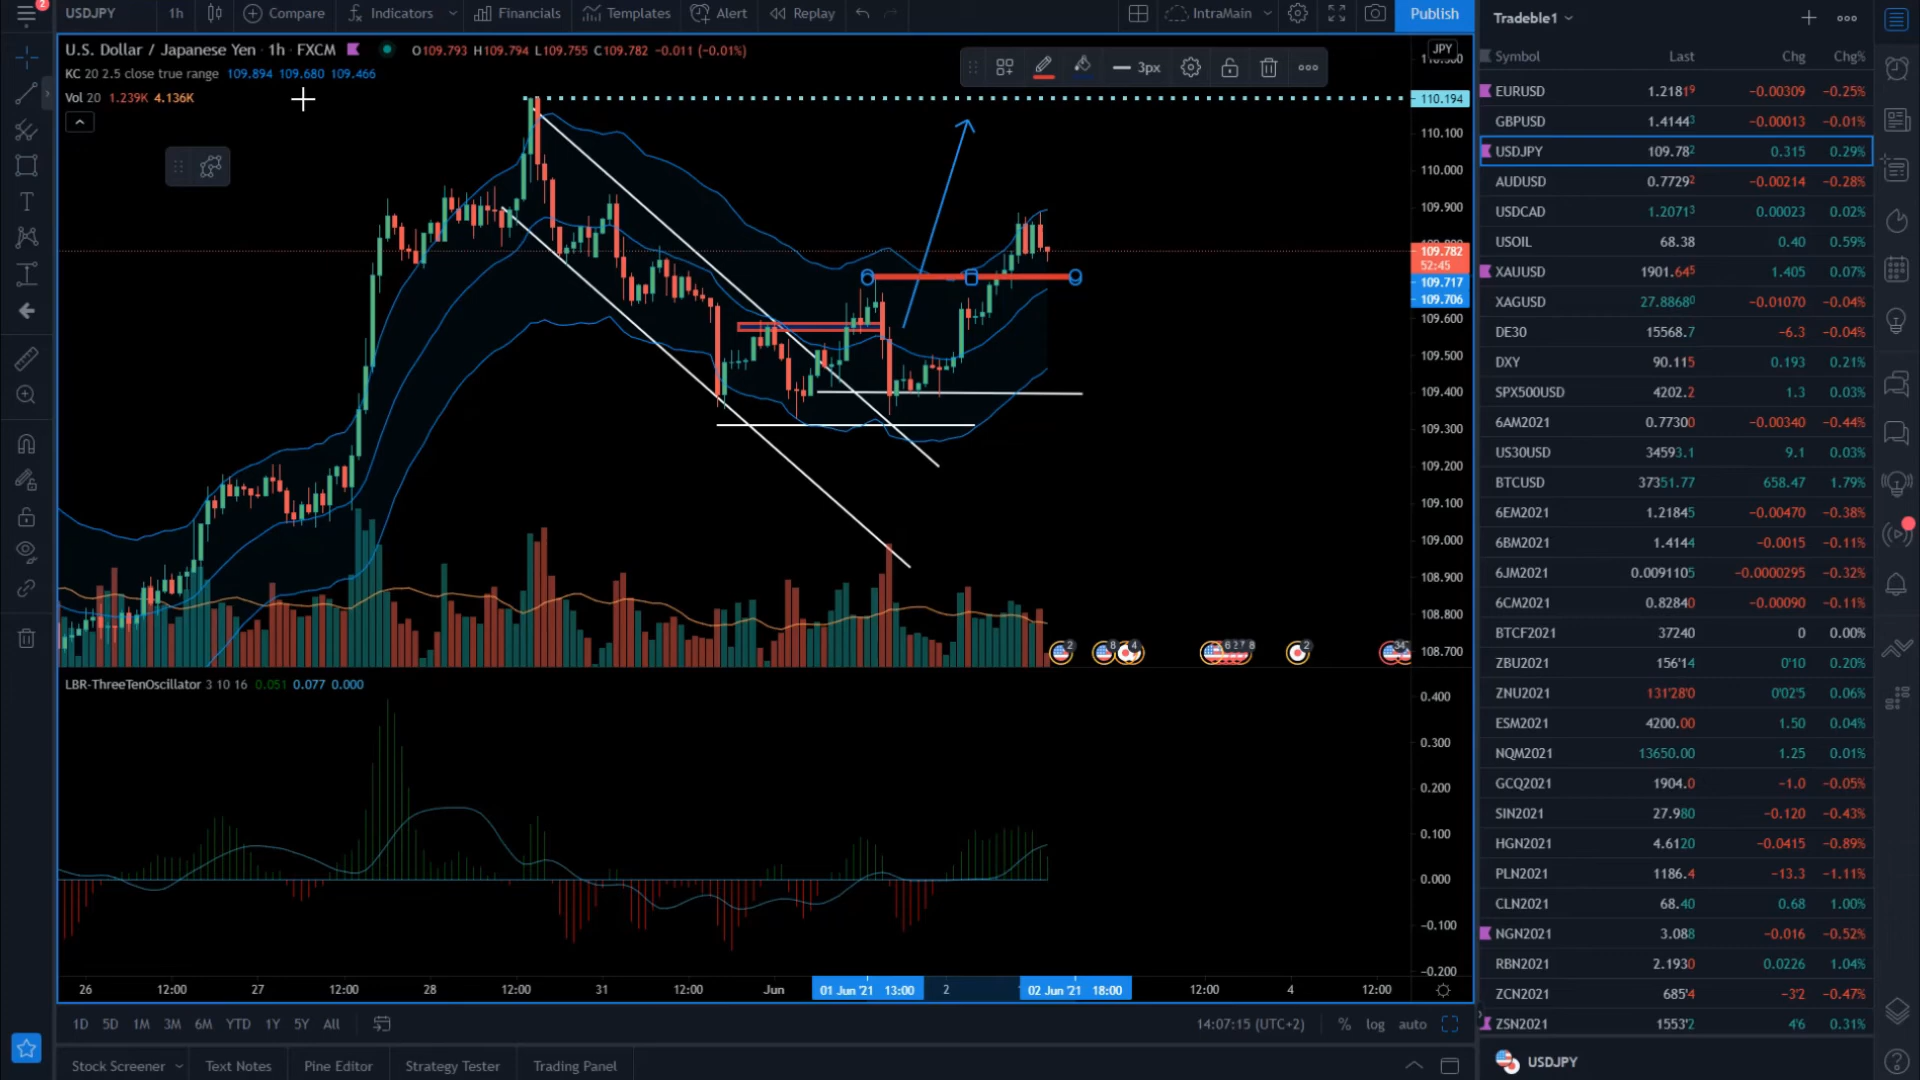 2
USDJPY 1h Compare Indicators Financials Templates Alert Replay IntraMain Publish
U.S. Dollar / Japanese Yen · 1h · FXCM O109.793 H109.794 L109.755 C109.782 −0.011 (−0.01%)
KC 20 2.5 close true range 109.894 109.680 109.466
Vol 20 1.239K 4.136K
3px
JPY
110.194
110.100
110.000
109.900
109.782
52:45
109.717
109.706
109.600
109.500
109.400
109.300
109.200
109.100
109.000
108.900
108.800
108.700
2 8 4 2
LBR-ThreeTenOscillator 3 10 16 0.051 0.077 0.000
0.400
0.300
0.200
0.100
0.000
−0.100
−0.200
26 12:00 27 12:00 28 12:00 31 12:00 Jun 01 Jun '21 13:00 2 02 Jun '21 18:00 12:00 4 12:00
1D 5D 1M 3M 6M YTD 1Y 5Y All 14:07:15 (UTC+2) % log auto
Stock Screener Text Notes Pine Editor Strategy Tester Trading Panel
Tradeble1
Symbol Last Chg Chg%
EURUSD 1.21819 −0.00309 −0.25%
GBPUSD 1.41443 −0.00013 −0.01%
USDJPY 109.782 0.315 0.29%
AUDUSD 0.77292 −0.00214 −0.28%
USDCAD 1.20713 0.00023 0.02%
USOIL 68.38 0.40 0.59%
XAUUSD 1901.645 1.405 0.07%
XAGUSD 27.88680 −0.01070 −0.04%
DE30 15568.7 −6.3 −0.04%
DXY 90.115 0.193 0.21%
SPX500USD 4202.2 1.3 0.03%
6AM2021 0.77300 −0.00340 −0.44%
US30USD 34593.1 9.1 0.03%
BTCUSD 37351.77 658.47 1.79%
6EM2021 1.21845 −0.00470 −0.38%
6BM2021 1.4144 −0.0015 −0.11%
6JM2021 0.0091105 −0.0000295 −0.32%
6CM2021 0.82840 −0.00090 −0.11%
BTCF2021 37240 0 0.00%
ZBU2021 156'14 0'10 0.20%
ZNU2021 131'28'0 0'02'5 0.06%
ESM2021 4200.00 1.50 0.04%
NQM2021 13650.00 1.25 0.01%
GCQ2021 1904.0 −1.0 −0.05%
SIN2021 27.980 −0.120 −0.43%
HGN2021 4.6120 −0.0415 −0.89%
PLN2021 1186.4 −13.3 −1.11%
CLN2021 68.40 0.68 1.00%
NGN2021 3.088 −0.016 −0.52%
RBN2021 2.1930 0.0226 1.04%
ZCN2021 685'4 −3'2 −0.47%
ZSN2021 1553'2 4'6 0.31%
USDJPY